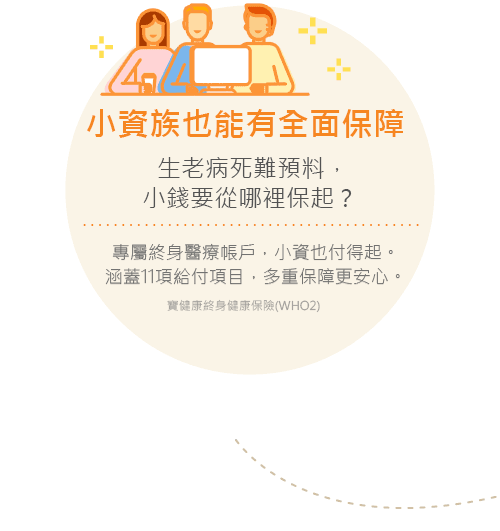 小資族也能有全面保障
生老病死難預料，
小錢要從哪裡保起？
專屬終身醫療帳戶，小資也付得起。
涵蓋11項給付項目，多重保障更安心。
寶健康終身健康保險(WHO2)